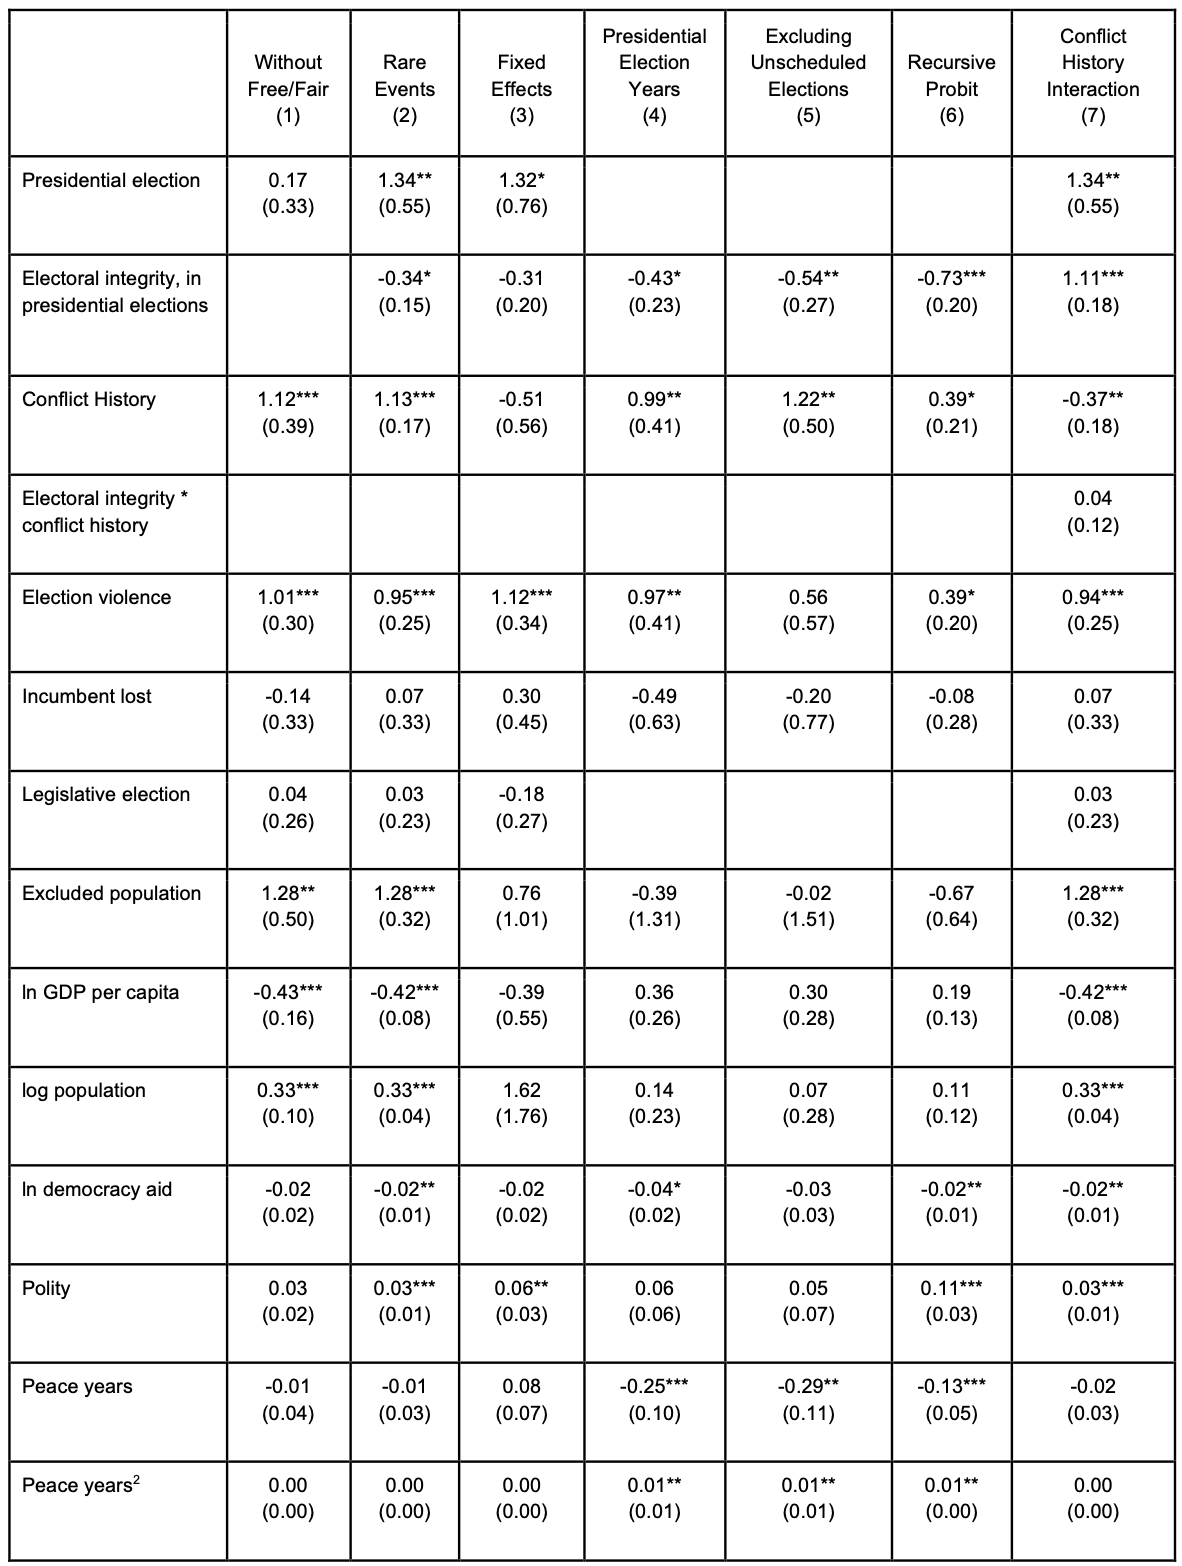 Without Free/Fair (1) Rare Events (2) Fixed Effects (3) Presidential Election Years (4) Excluding Unscheduled Elections (5) Recursive Probit (6) Conflict History Interaction (7)
Presidential election 0.17 1.34** 1.32* 1.34**
(0.33) (0.55) (0.76) (0.55)
Electoral integrity, in -0.34* -0.31 -0.43* -0.54** -0.73*** 1.11***
presidential elections (0.15) (0.20) (0.23) (0.27) (0.20) (0.18)
Conflict History 1.12*** 1.13*** -0.51 0.99** 1.22** 0.39* -0.37**
(0.39) (0.17) (0.56) (0.41) (0.50) (0.21) (0.18)
Electoral integrity * 0.04
conflict history (0.12)
Election violence 1.01*** 0.95*** 1.12*** 0.97** 0.56 0.39* 0.94***
(0.30) (0.25) (0.34) (0.41) (0.57) (0.20) (0.25)
Incumbent lost -0.14 0.07 0.30 -0.49 -0.20 -0.08 0.07
(0.33) (0.33) (0.45) (0.63) (0.77) (0.28) (0.33)
Legislative election 0.04 0.03 -0.18 0.03
(0.26) (0.23) (0.27) (0.23)
Excluded population 1.28** 1.28*** 0.76 -0.39 -0.02 -0.67 1.28***
(0.50) (0.32) (1.01) (1.31) (1.51) (0.64) (0.32)
ln GDP per capita -0.43*** -0.42*** -0.39 0.36 0.30 0.19 -0.42***
(0.16) (0.08) (0.55) (0.26) (0.28) (0.13) (0.08)
log population 0.33*** 0.33*** 1.62 0.14 0.07 0.11 0.33***
(0.10) (0.04) (1.76) (0.23) (0.28) (0.12) (0.04)
ln democracy aid -0.02 -0.02** -0.02 -0.04* -0.03 -0.02** -0.02**
(0.02) (0.01) (0.02) (0.02) (0.03) (0.01) (0.01)
Polity 0.03 0.03*** 0.06** 0.06 0.05 0.11*** 0.03***
(0.02) (0.01) (0.03) (0.06) (0.07) (0.03) (0.01)
Peace years -0.01 -0.01 0.08 -0.25*** -0.29** -0.13*** -0.02
(0.04) (0.03) (0.07) (0.10) (0.11) (0.05) (0.03)
Peace years² 0.00 0.00 0.00 0.01** 0.01** 0.01** 0.00
(0.00) (0.00) (0.00) (0.01) (0.01) (0.00) (0.00)